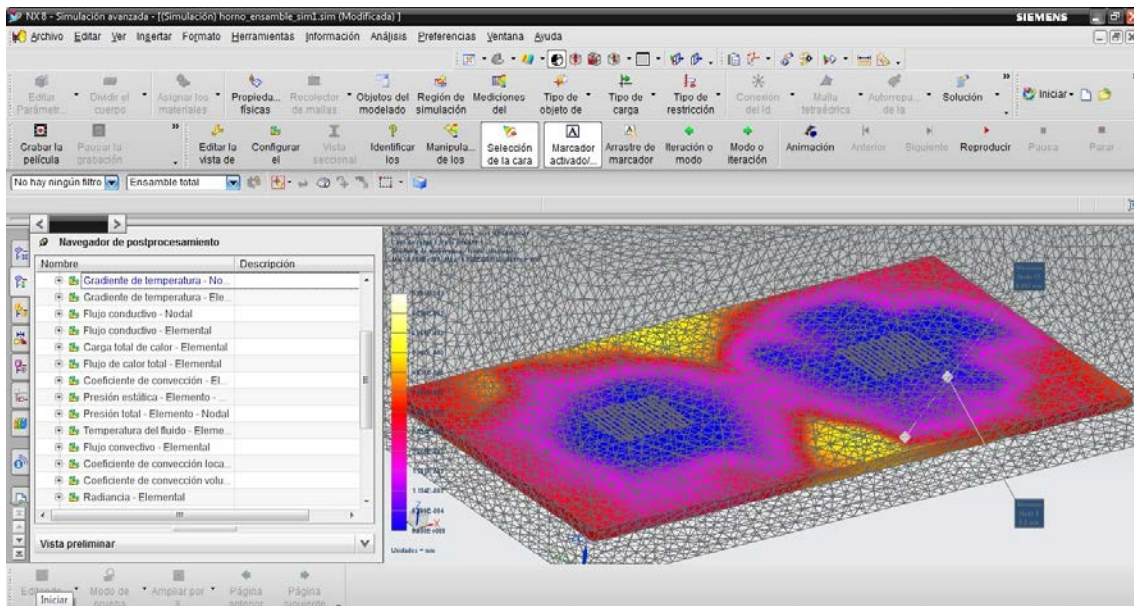 NX 8 - Simulación avanzada - [(Simulación) horno_ensamble_sim1.sim (Modificada) ]
SIEMENS
Archivo Editar Ver Insertar Formato Herramientas Información Análisis Preferencias Ventana Ayuda
Editar Parámetr...
Dividir el cuerpo
Asignar los materiales
Propieda... físicas
Recolector de mallas
Objetos del modelado
Región de simulación
Mediciones del
Tipo de objeto de
Tipo de carga
Tipo de restricción
Conexión del Id
Malla tetraédrica
Autorrepa... de la
Solución
Iniciar
Grabar la película
Pausar la grabación
Editar la vista de
Configurar el
Vista seccional
Identificar los
Manipula... de los
Selección de la cara
Marcador activado/...
Arrastre de marcador
Iteración o modo
Modo o iteración
Animación
Anterior
Siguiente
Reproducir
Pausa
Parar
No hay ningún filtro
Ensamble total
Navegador de postprocesamiento
Nombre
Descripción
Gradiente de temperatura - No...
Gradiente de temperatura - Ele...
Flujo conductivo - Nodal
Flujo conductivo - Elemental
Carga total de calor - Elemental
Flujo de calor total - Elemental
Coeficiente de convección - El...
Presión estática - Elemento - ...
Presión total - Elemento - Nodal
Temperatura del fluido - Eleme...
Flujo convectivo - Elemental
Coeficiente de convección loca...
Coeficiente de convección volu...
Radiancia - Elemental
Vista preliminar
Unidades = mm
X
Modo de prueba
Ampliar por
Página anterior
Página siguiente
Iniciar